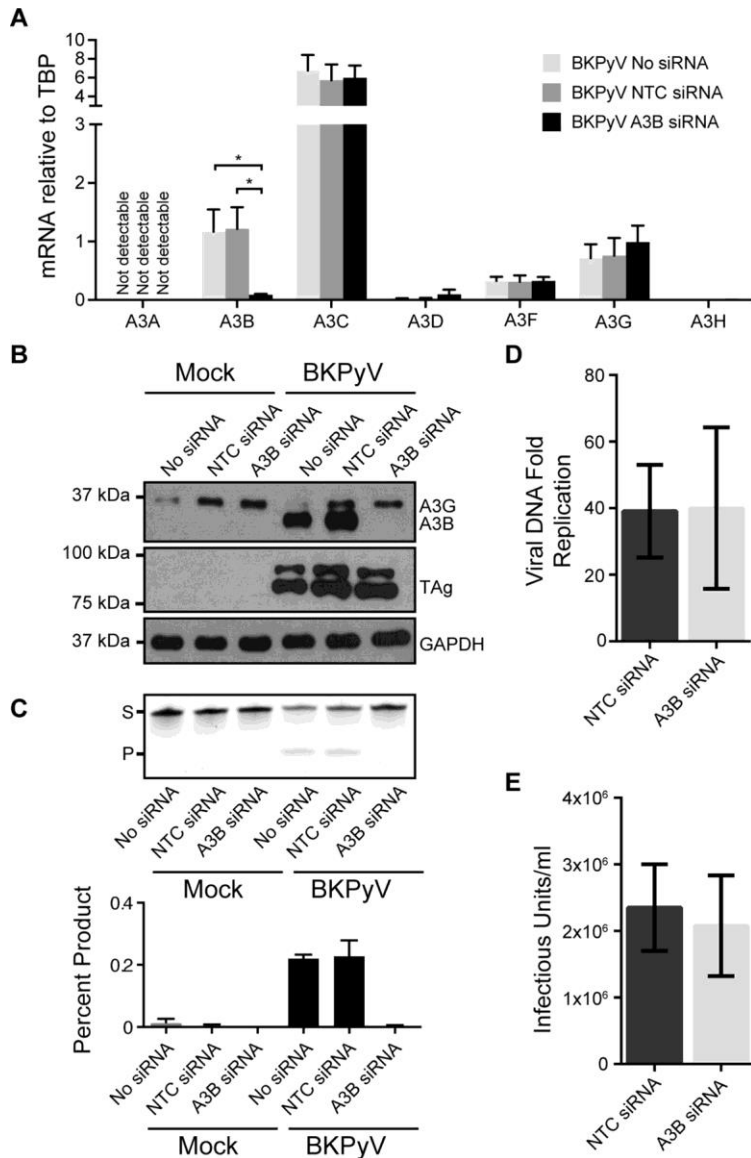 A
mRNA relative to TBP
10
8
6
4
3
2
1
0
BKPyV No siRNA
BKPyV NTC siRNA
BKPyV A3B siRNA
* 
*
Not detectable
Not detectable
Not detectable
A3A A3B A3C A3D A3F A3G A3H
B
Mock BKPyV
No siRNA NTC siRNA A3B siRNA No siRNA NTC siRNA A3B siRNA
37 kDa
A3G
A3B
100 kDa
75 kDa
TAg
37 kDa
GAPDH
C
S
P
No siRNA NTC siRNA A3B siRNA No siRNA NTC siRNA A3B siRNA
Mock BKPyV
Percent Product
0.4
0.2
0
No siRNA NTC siRNA A3B siRNA No siRNA NTC siRNA A3B siRNA
Mock BKPyV
D
Viral DNA Fold
Replication
80
60
40
20
0
NTC siRNA A3B siRNA
E
Infectious Units/ml
4x10⁶
3x10⁶
2x10⁶
1x10⁶
0
NTC siRNA A3B siRNA